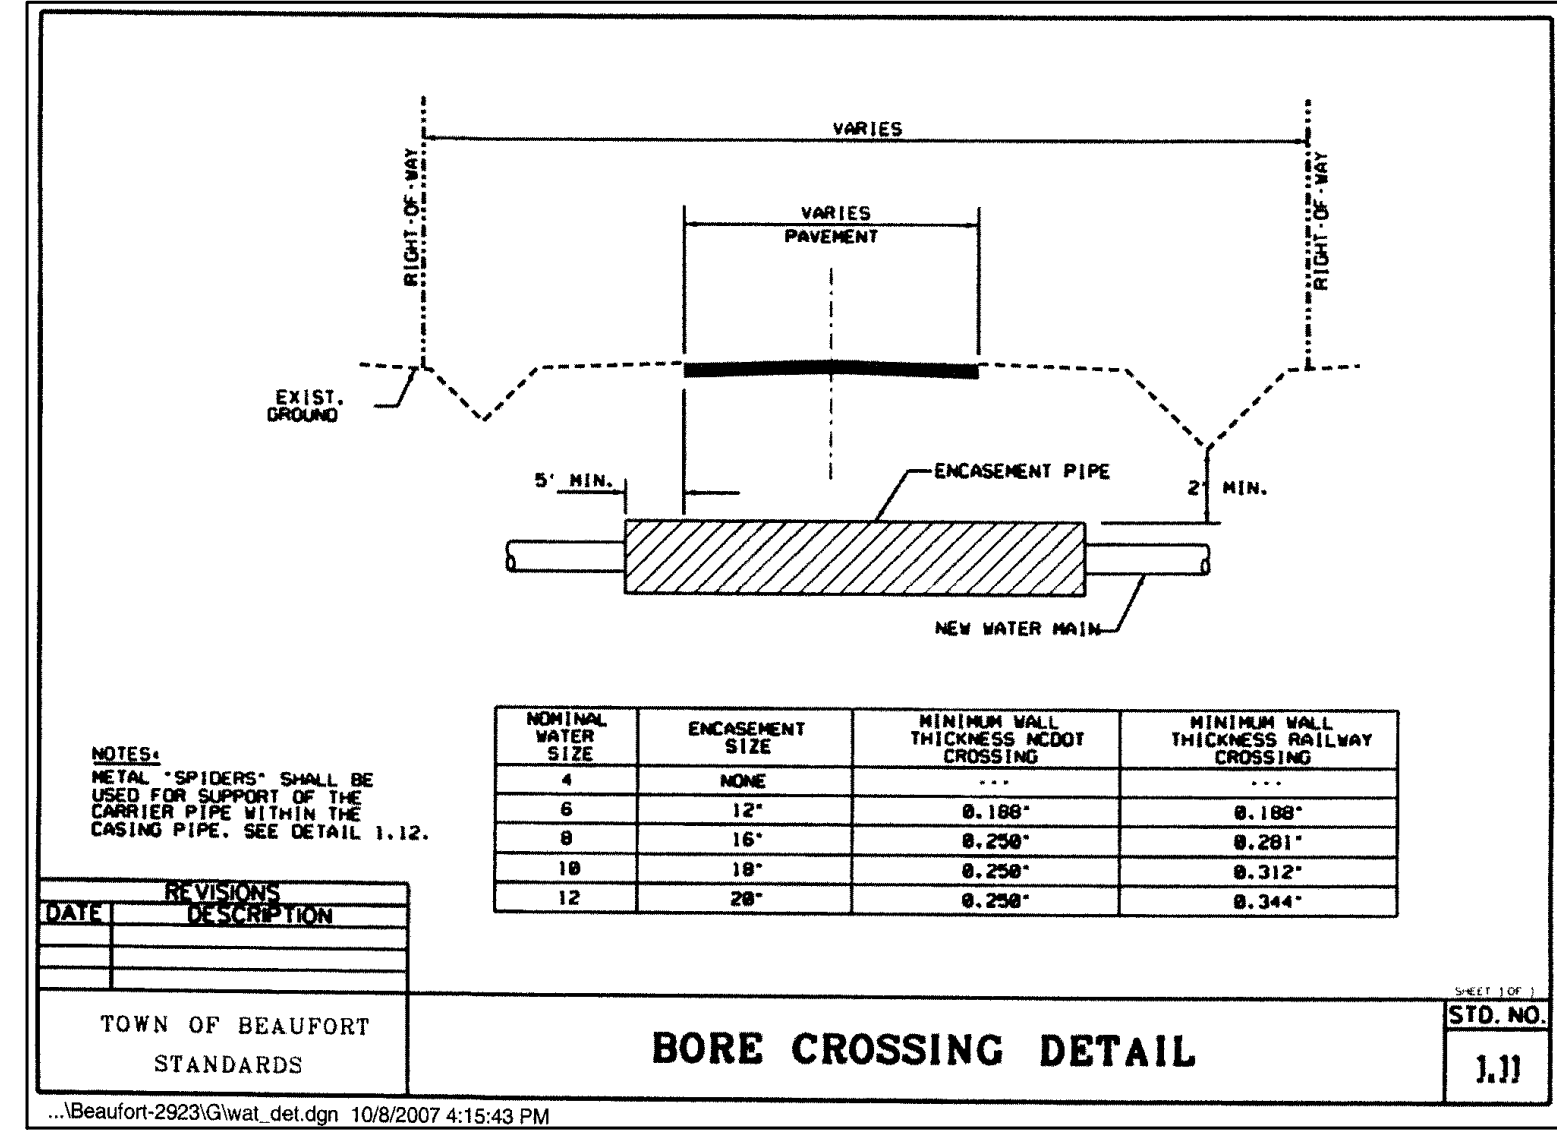 VARIES
RIGHT-OF-WAY
RIGHT-OF-WAY
VARIES
PAVEMENT
EXIST.
GROUND
5' MIN.
ENCASEMENT PIPE
2' MIN.
NEW WATER MAIN
NOMINAL WATER SIZE
ENCASEMENT SIZE
MINIMUM WALL THICKNESS NCDOT CROSSING
MINIMUM WALL THICKNESS RAILWAY CROSSING
4 NONE --- ---
6 12" 0.188" 0.188"
8 16" 0.250" 0.281"
10 18" 0.250" 0.312"
12 20" 0.250" 0.344"
NOTES:
METAL "SPIDERS" SHALL BE
USED FOR SUPPORT OF THE
CARRIER PIPE WITHIN THE
CASING PIPE. SEE DETAIL 1.12.
REVISIONS
DATE DESCRIPTION
TOWN OF BEAUFORT
STANDARDS
BORE CROSSING DETAIL
SHEET 1 OF 1
STD. NO.
1.11
...\Beaufort-2923\G\wat_det.dgn 10/8/2007 4:15:43 PM